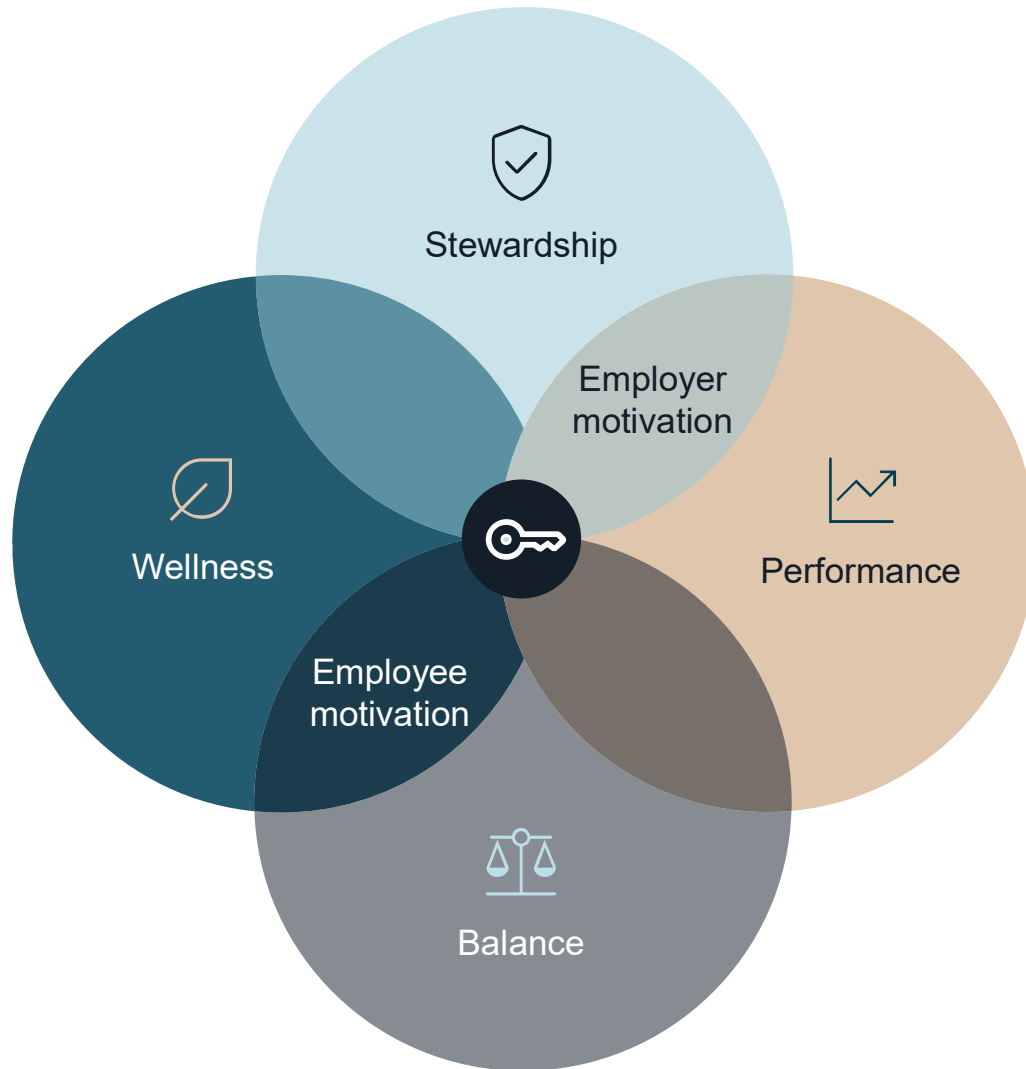 Stewardship
Employer
motivation
Wellness
Performance
Employee
motivation
Balance